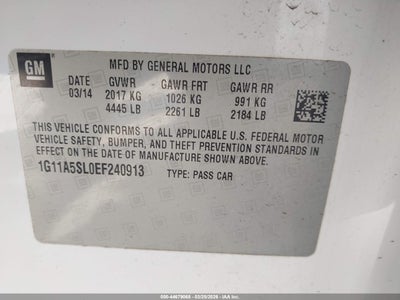 GM
MFD BY GENERAL MOTORS LLC
DATE GVWR GAWR FRT GAWR RR
03/14 2017 KG 1026 KG 991 KG
4445 LB 2261 LB 2184 LB
THIS VEHICLE CONFORMS TO ALL APPLICABLE U.S. FEDERAL MOTOR
VEHICLE SAFETY, BUMPER, AND THEFT PREVENTION STANDARDS IN
EFFECT ON THE DATE OF MANUFACTURE SHOWN ABOVE.
1G11A5SL0EF240913 TYPE: PASS CAR